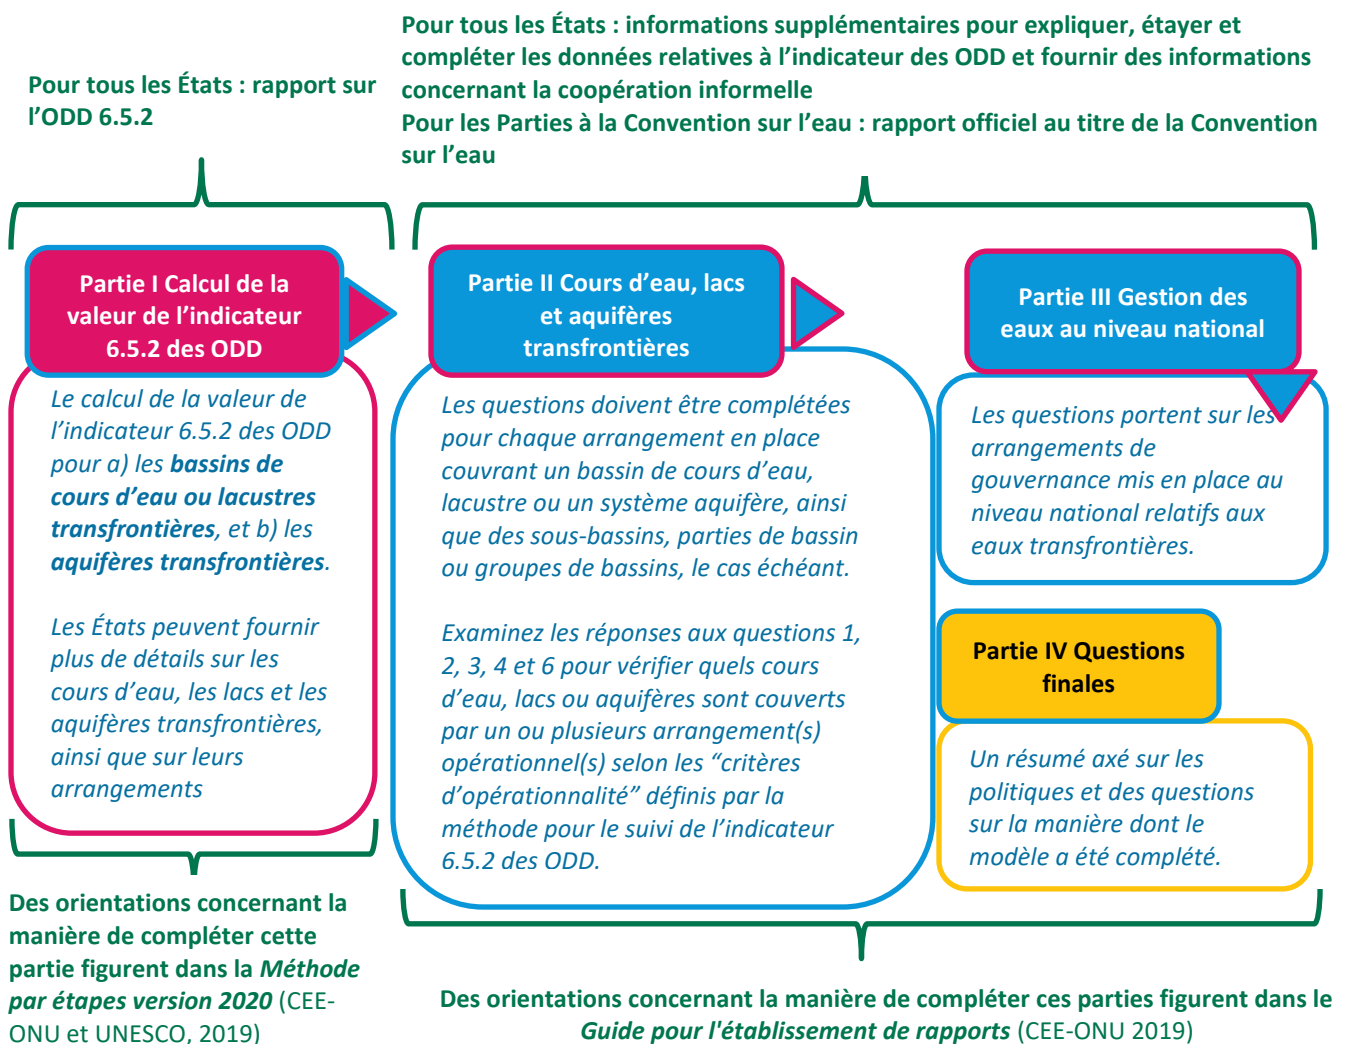 Pour tous les États : rapport sur
l’ODD 6.5.2
Pour tous les États : informations supplémentaires pour expliquer, étayer et
compléter les données relatives à l’indicateur des ODD et fournir des informations
concernant la coopération informelle
Pour les Parties à la Convention sur l’eau : rapport officiel au titre de la Convention
sur l’eau
Partie I Calcul de la
valeur de l’indicateur
6.5.2 des ODD
Le calcul de la valeur de
l’indicateur 6.5.2 des ODD
pour a) les bassins de
cours d’eau ou lacustres
transfrontières, et b) les
aquifères transfrontières.
Les États peuvent fournir
plus de détails sur les
cours d’eau, les lacs et les
aquifères transfrontières,
ainsi que sur leurs
arrangements
Partie II Cours d’eau, lacs
et aquifères
transfrontières
Les questions doivent être complétées
pour chaque arrangement en place
couvrant un bassin de cours d’eau,
lacustre ou un système aquifère, ainsi
que des sous-bassins, parties de bassin
ou groupes de bassins, le cas échéant.
Examinez les réponses aux questions 1,
2, 3, 4 et 6 pour vérifier quels cours
d’eau, lacs ou aquifères sont couverts
par un ou plusieurs arrangement(s)
opérationnel(s) selon les “critères
d’opérationnalité” définis par la
méthode pour le suivi de l’indicateur
6.5.2 des ODD.
Partie III Gestion des
eaux au niveau national
Les questions portent sur les
arrangements de
gouvernance mis en place au
niveau national relatifs aux
eaux transfrontières.
Partie IV Questions
finales
Un résumé axé sur les
politiques et des questions
sur la manière dont le
modèle a été complété.
Des orientations concernant la
manière de compléter cette
partie figurent dans la Méthode
par étapes version 2020 (CEE-
ONU et UNESCO, 2019)
Des orientations concernant la manière de compléter ces parties figurent dans le
Guide pour l'établissement de rapports (CEE-ONU 2019)